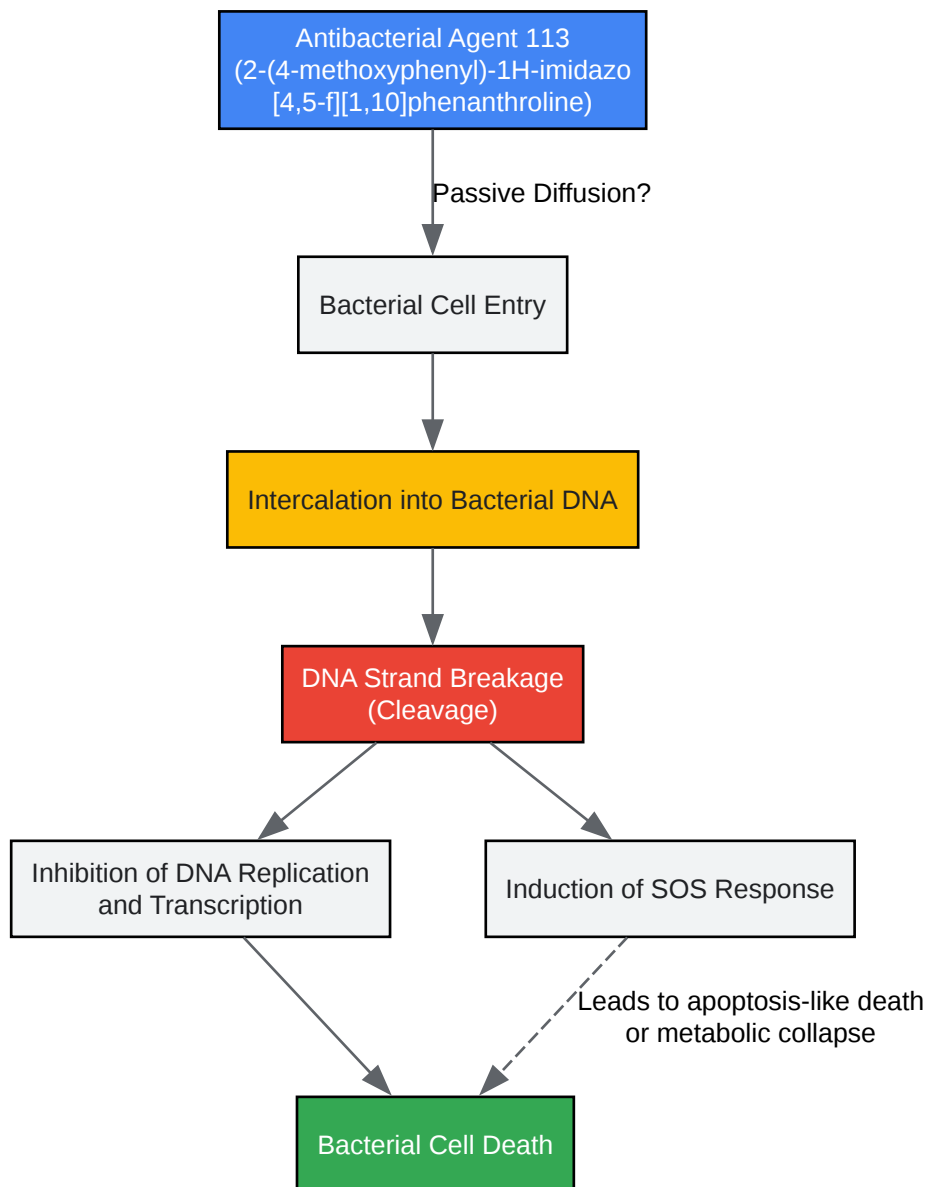 Antibacterial Agent 113
(2-(4-methoxyphenyl)-1H-imidazo
[4,5-f][1,10]phenanthroline)
Passive Diffusion?
Bacterial Cell Entry
Intercalation into Bacterial DNA
DNA Strand Breakage
(Cleavage)
Inhibition of DNA Replication
and Transcription
Induction of SOS Response
Leads to apoptosis-like death
or metabolic collapse
Bacterial Cell Death